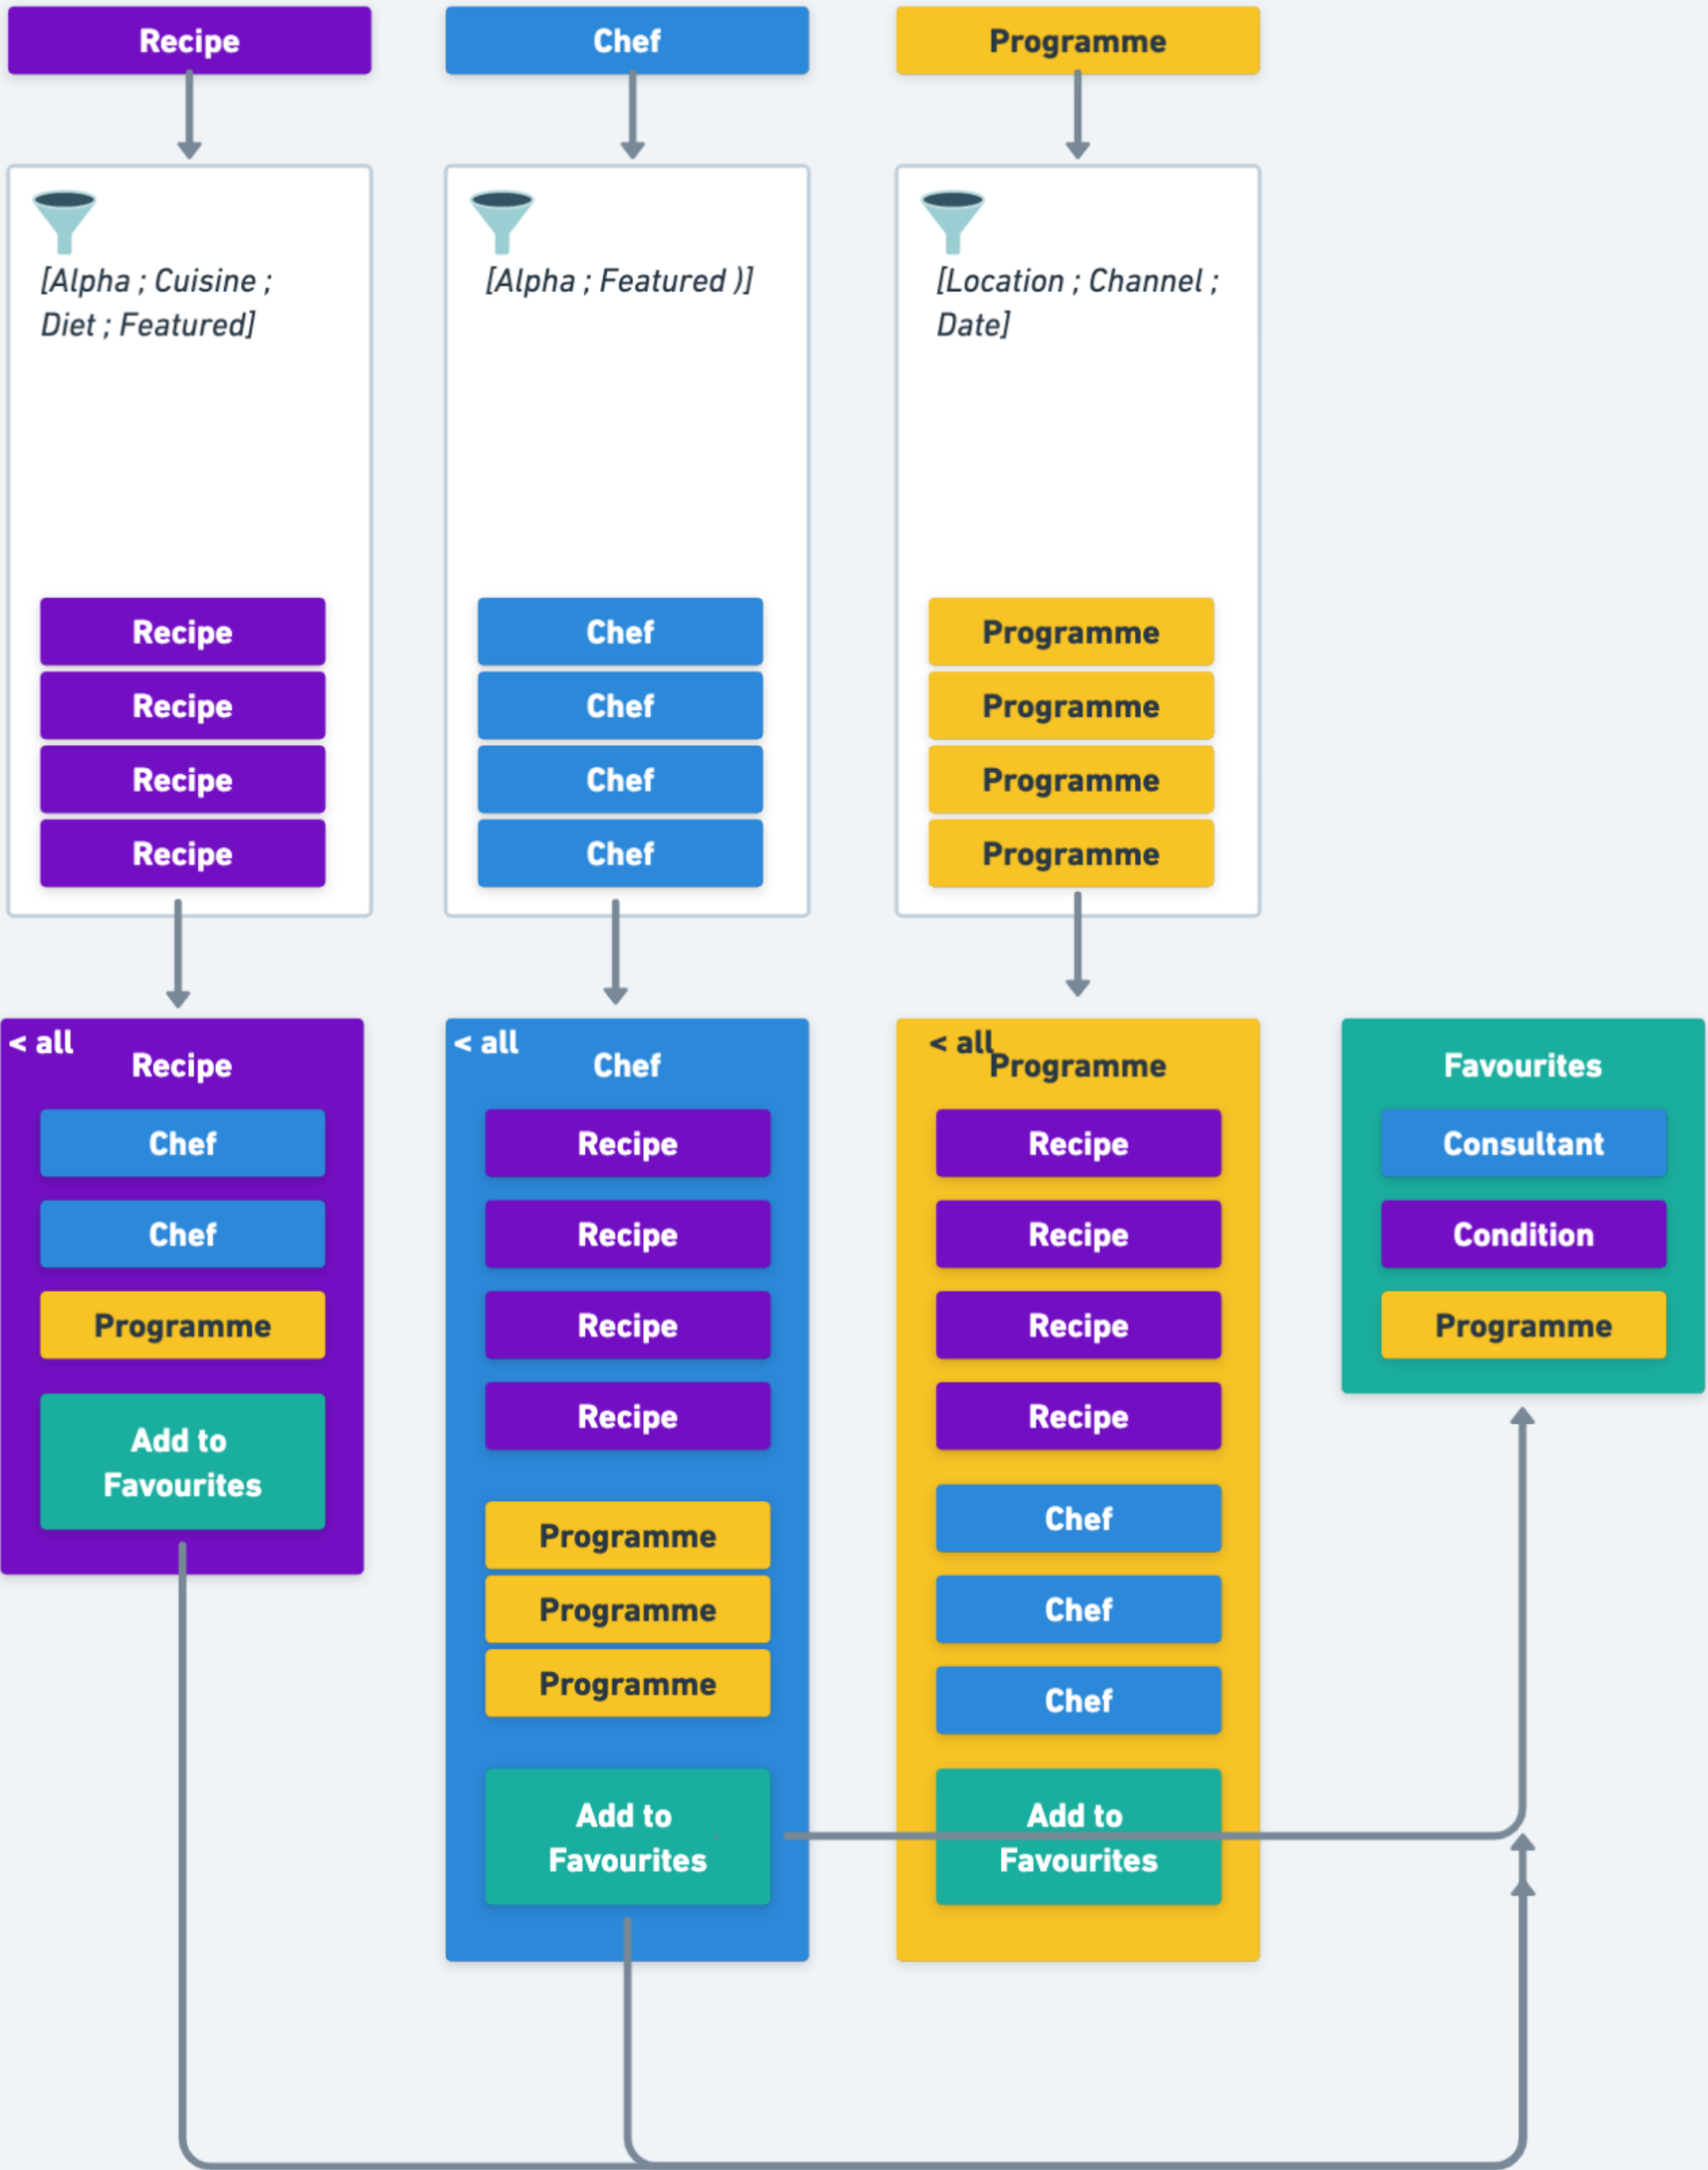 Recipe
Chef
Programme
[Alpha ; Cuisine ;
Diet ; Featured]
[Alpha ; Featured )]
[Location ; Channel ;
Date]
Recipe
Recipe
Recipe
Recipe
Chef
Chef
Chef
Chef
Programme
Programme
Programme
Programme
< all
Recipe
Chef
Chef
Programme
Add to
Favourites
< all
Chef
Recipe
Recipe
Recipe
Recipe
Programme
Programme
Programme
Add to
Favourites
< all
Programme
Recipe
Recipe
Recipe
Recipe
Chef
Chef
Chef
Add to
Favourites
Favourites
Consultant
Condition
Programme